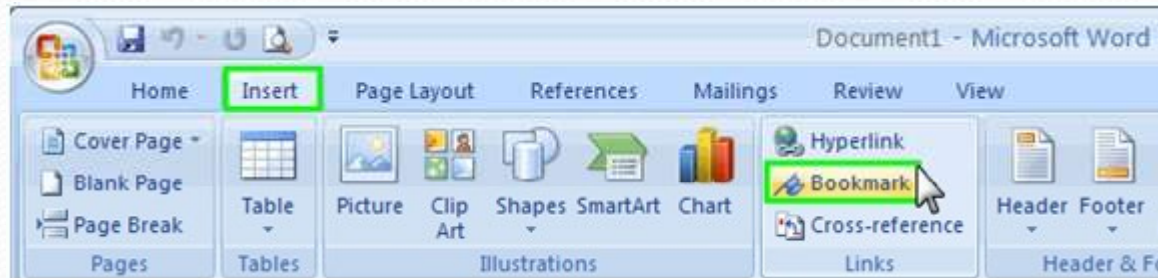 Document1 - Microsoft Word
Home Insert Page Layout References Mailings Review View
Cover Page
Blank Page
Page Break
Table
Picture Clip Art Shapes SmartArt Chart
Hyperlink
Bookmark
Cross-reference
Header Footer
Pages Tables Illustrations Links Header & F